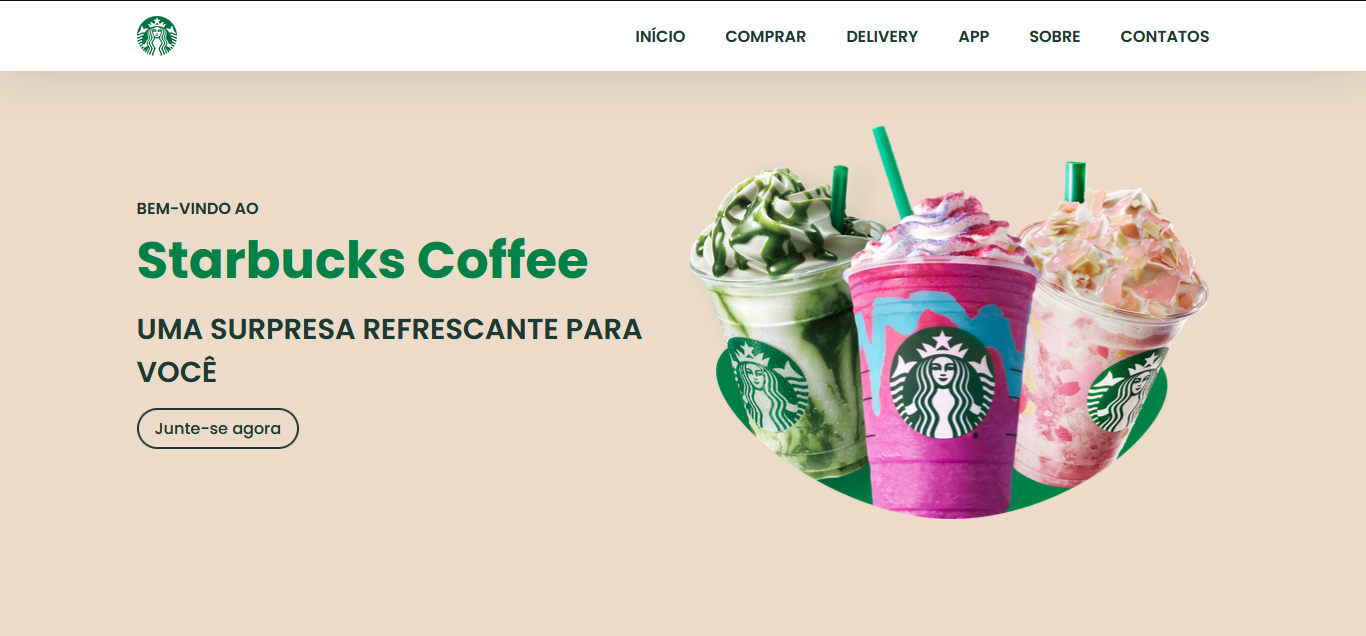 INÍCIO COMPRAR DELIVERY APP SOBRE CONTATOS
BEM-VINDO AO
Starbucks Coffee
UMA SURPRESA REFRESCANTE PARA
VOCÊ
Junte-se agora